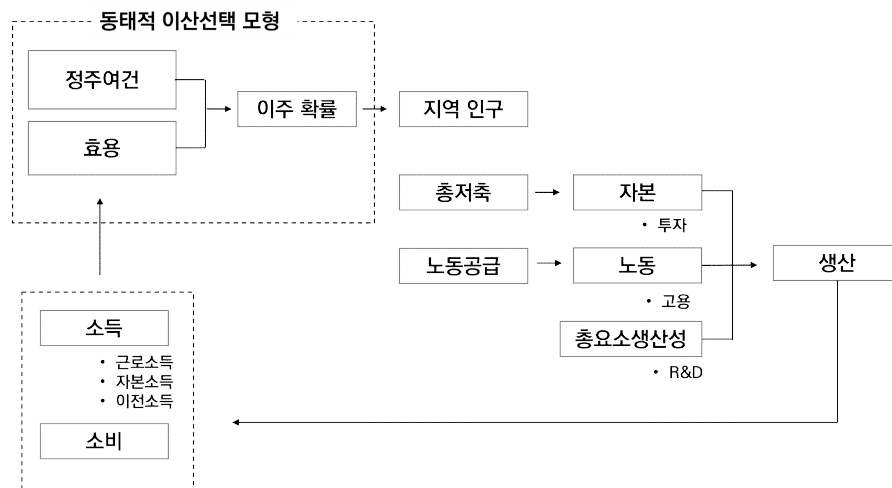 동태적 이산선택 모형
정주여건
이주 확률
지역 인구
효용
총저축
자본
• 투자
노동공급
노동
생산
• 고용
소득
총요소생산성
• 근로소득
• 자본소득
• 이전소득
• R&D
소비